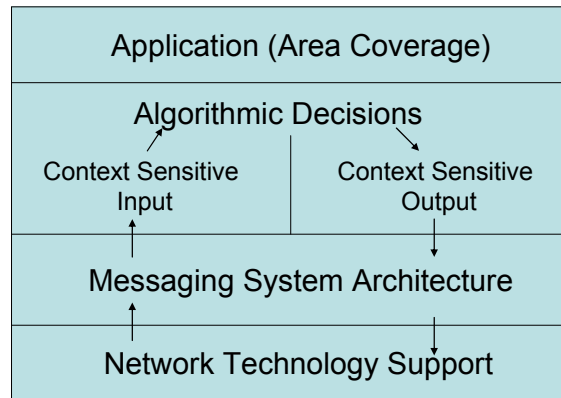 Application (Area Coverage)
Algorithmic Decisions
Context Sensitive
Input
Context Sensitive
Output
Messaging System Architecture
Network Technology Support